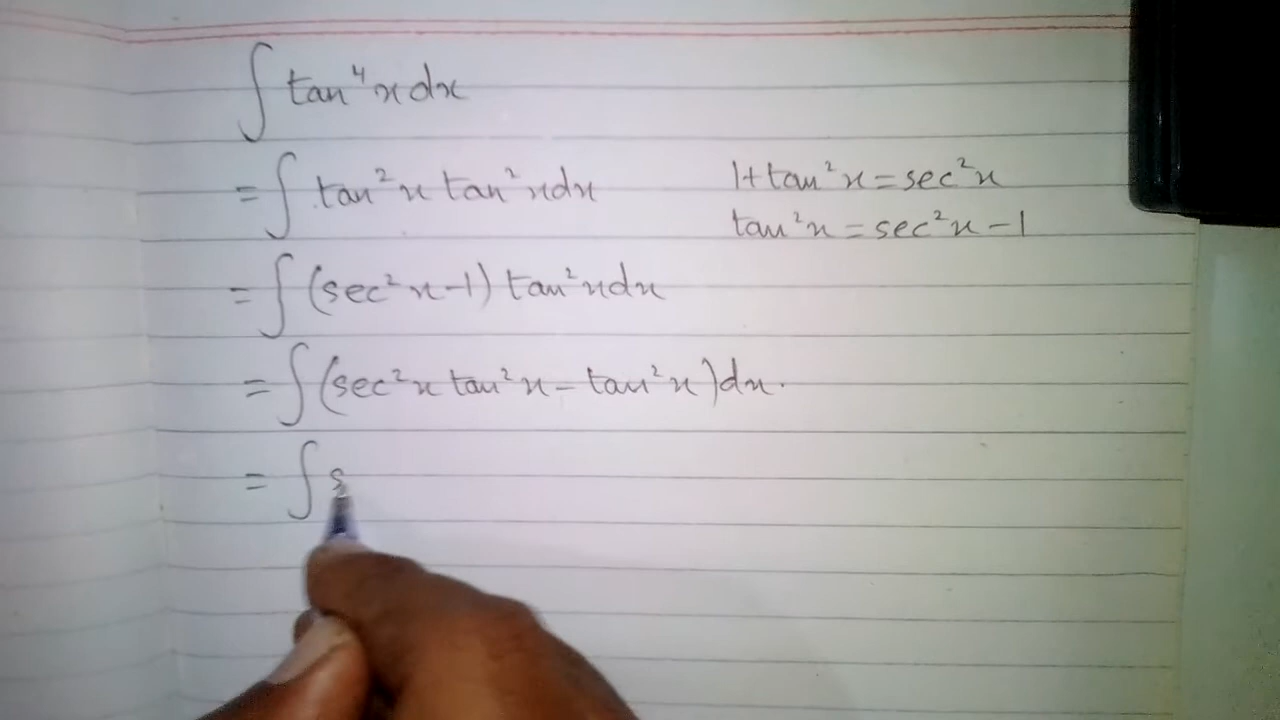 ∫ tan⁴x dx
= ∫ tan²x tan²x dx
1+tan²x = sec²x
tan²x = sec²x − 1
= ∫ (sec²x−1) tan²x dx
= ∫ (sec²x tan²x − tan²x) dx.
= ∫ s